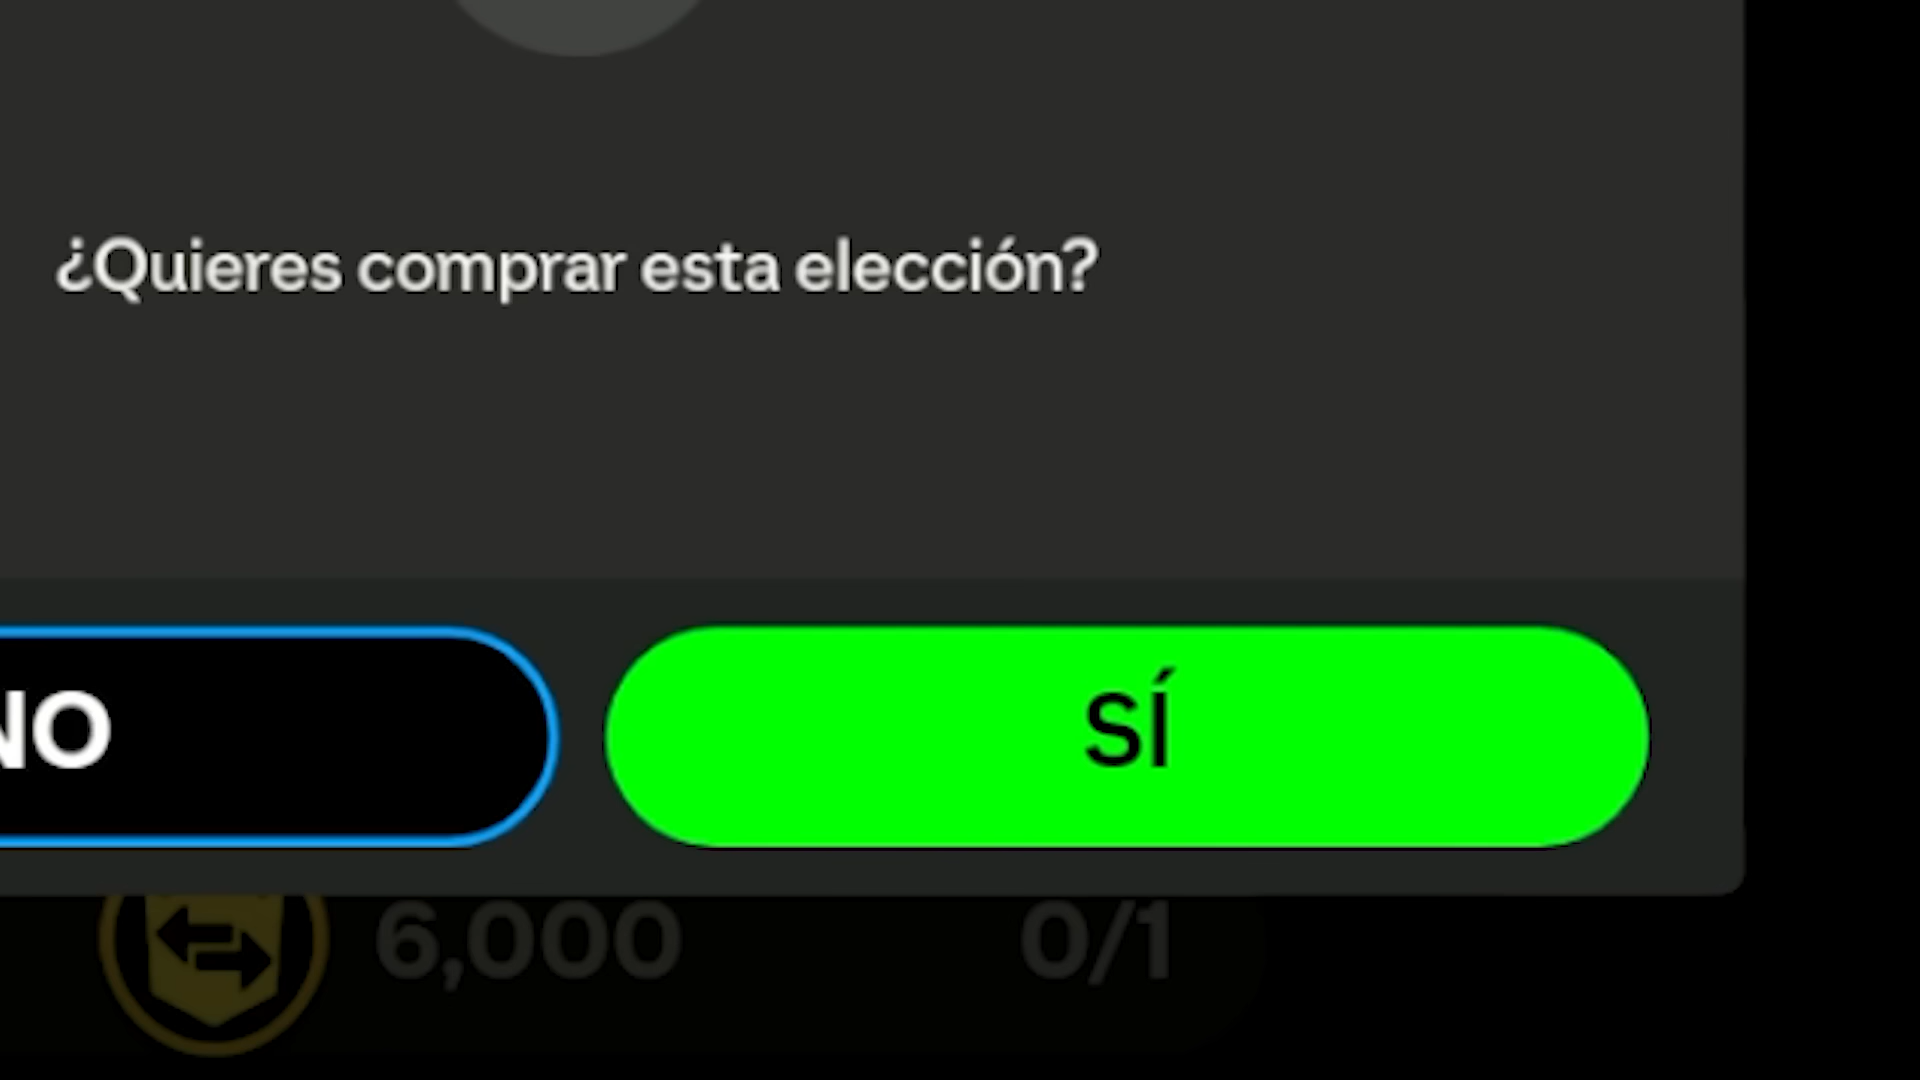 ¿Quieres comprar esta elección?
NO
SÍ
6,000
0/1